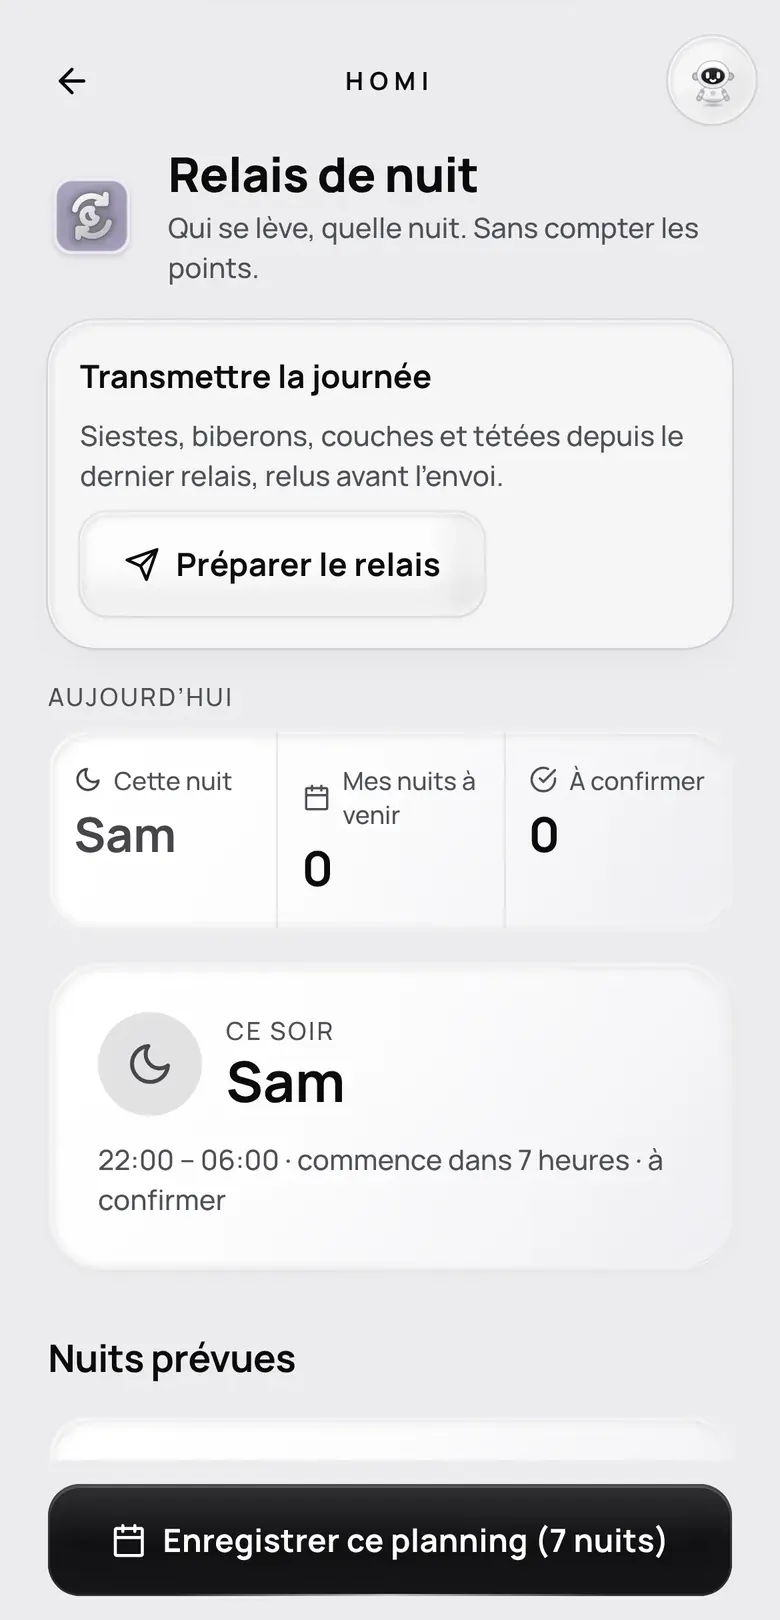 HOMI
Relais de nuit
Qui se lève, quelle nuit. Sans compter les
points.
Transmettre la journée
Siestes, biberons, couches et tétées depuis le
dernier relais, relus avant l’envoi.
Préparer le relais
AUJOURD’HUI
Cette nuit
Sam
Mes nuits à
venir
0
À confirmer
0
CE SOIR
Sam
22:00 – 06:00 · commence dans 7 heures · à
confirmer
Nuits prévues
Enregistrer ce planning (7 nuits)